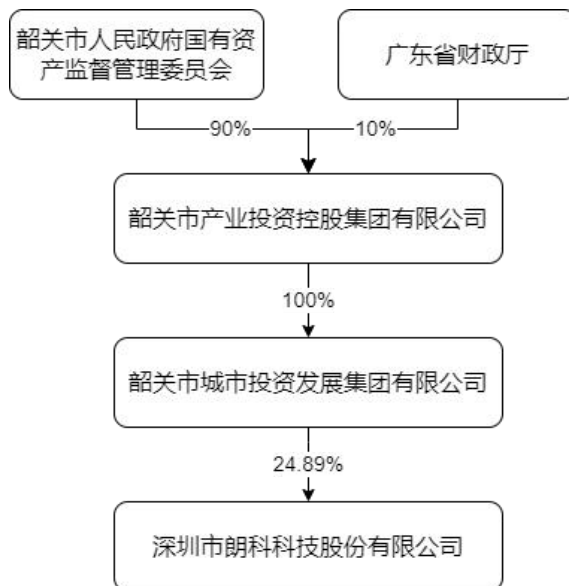 韶关市人民政府国有资
产监督管理委员会
广东省财政厅
90%
10%
韶关市产业投资控股集团有限公司
100%
韶关市城市投资发展集团有限公司
24.89%
深圳市朗科科技股份有限公司